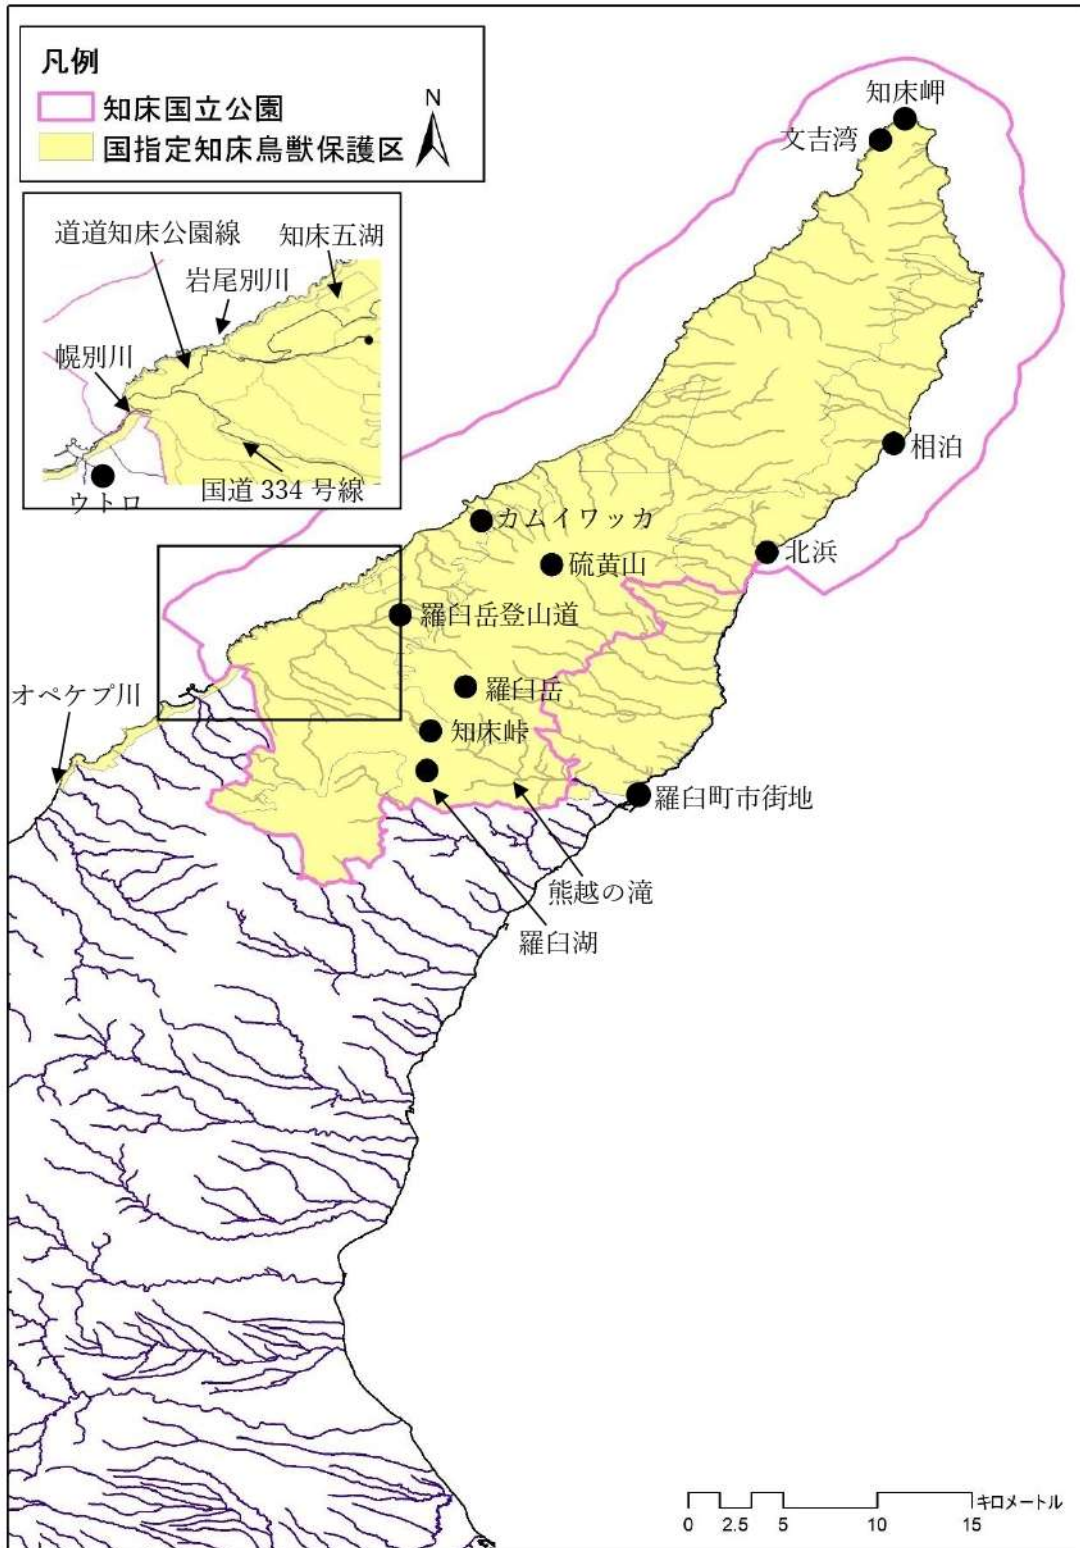 凡例
知床国立公園
国指定知床鳥獣保護区
N
知床岬
文吉湾
道道知床公園線
知床五湖
岩尾別川
幌別川
国道 334 号線
ウトロ
相泊
カムイワッカ
北浜
硫黄山
羅臼岳登山道
オペケプ川
羅臼岳
知床峠
羅臼町市街地
熊越の滝
羅臼湖
キロメートル
0 2.5 5 10 15